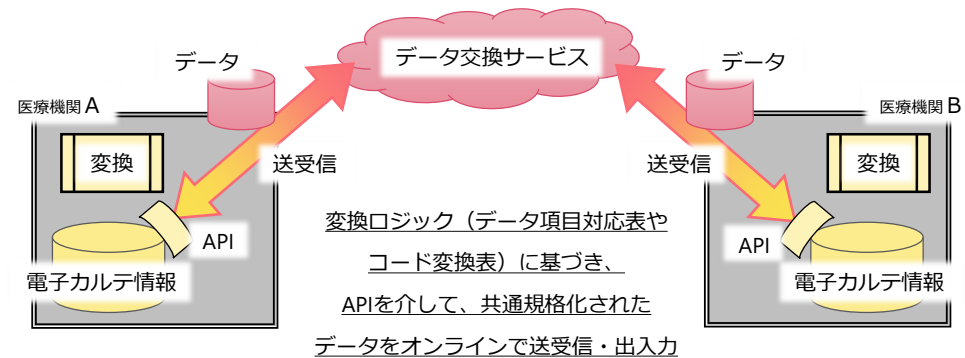 データ
データ交換サービス
データ
医療機関A
医療機関B
変換
送受信
送受信
変換
API
API
電子カルテ情報
電子カルテ情報
変換ロジック（データ項目対応表や
コード変換表）に基づき、
APIを介して、共通規格化された
データをオンラインで送受信・出入力